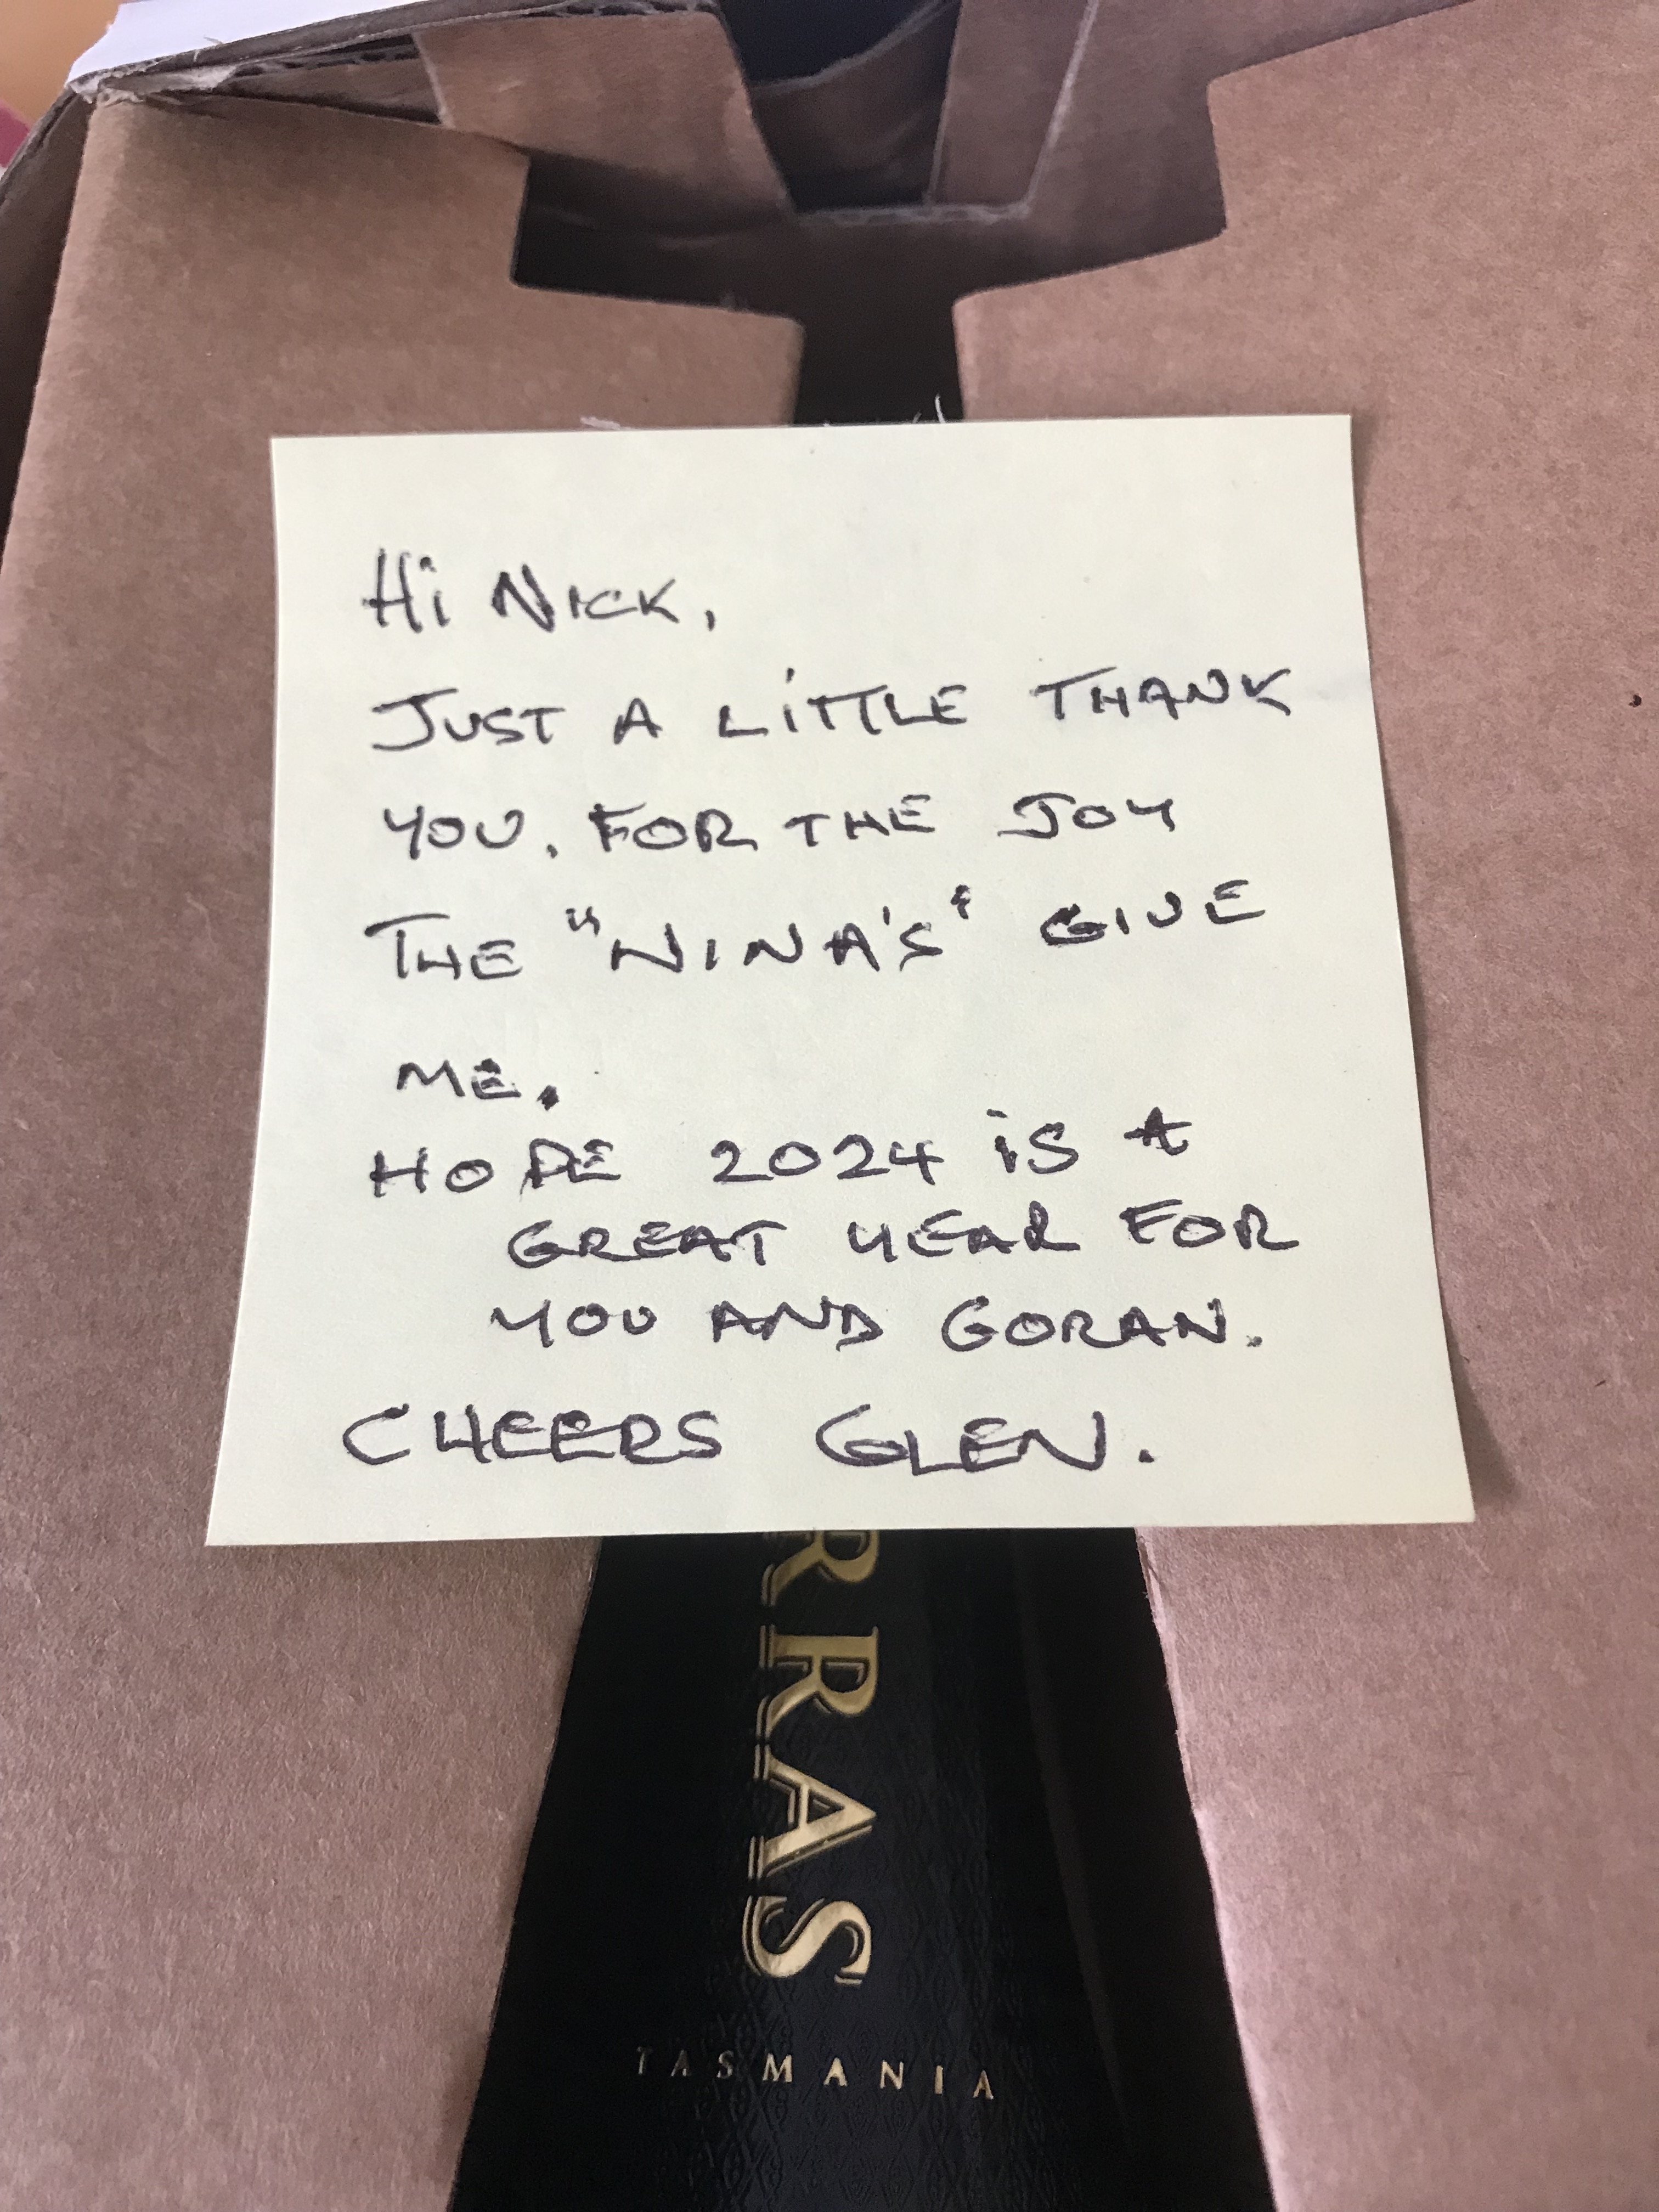 Hi NICK,
JUST A LiTTLE THANK
YOU. FOR THE JOY
THE "NINA'S" GIVE
ME.
HOPE 2024 iS A
GREAT YEAR FOR
YOU AND GORAN.
CHEERS GLEN.
RRAS
TASMANIA